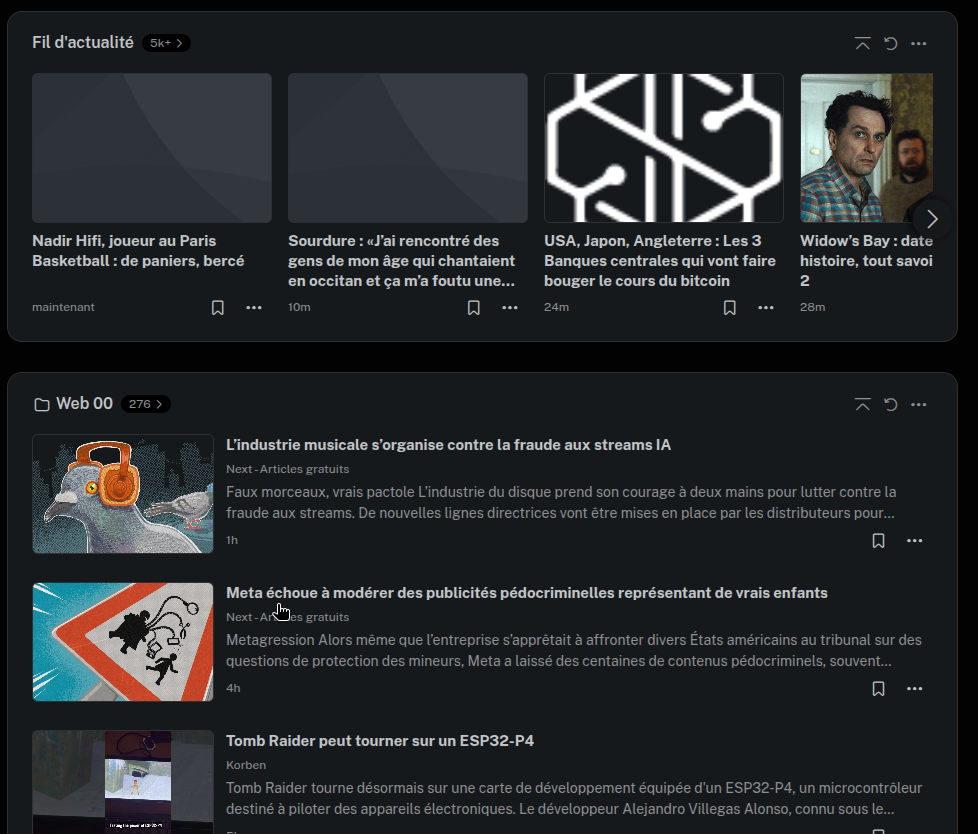 Fil d'actualité
5k+
Nadir Hifi, joueur au Paris
Basketball : de paniers, bercé
maintenant
Sourdure : «J'ai rencontré des
gens de mon âge qui chantaient
en occitan et ça m'a foutu une...
10m
USA, Japon, Angleterre : Les 3
Banques centrales qui vont faire
bouger le cours du bitcoin
24m
Widow's Bay : date
histoire, tout savoi
2
28m
Web 00
276
L'industrie musicale s'organise contre la fraude aux streams IA
Next - Articles gratuits
Faux morceaux, vrais pactole L'industrie du disque prend son courage à deux mains pour lutter contre la
fraude aux streams. De nouvelles lignes directrices vont être mises en place par les distributeurs pour...
1h
Meta échoue à modérer des publicités pédocriminelles représentant de vrais enfants
Next - Articles gratuits
Metagression Alors même que l'entreprise s'apprêtait à affronter divers États américains au tribunal sur des
questions de protection des mineurs, Meta a laissé des centaines de contenus pédocriminels, souvent...
4h
Tomb Raider peut tourner sur un ESP32-P4
Korben
Tomb Raider tourne désormais sur une carte de développement équipée d'un ESP32-P4, un microcontrôleur
destiné à piloter des appareils électroniques. Le développeur Alejandro Villegas Alonso, connu sous le...